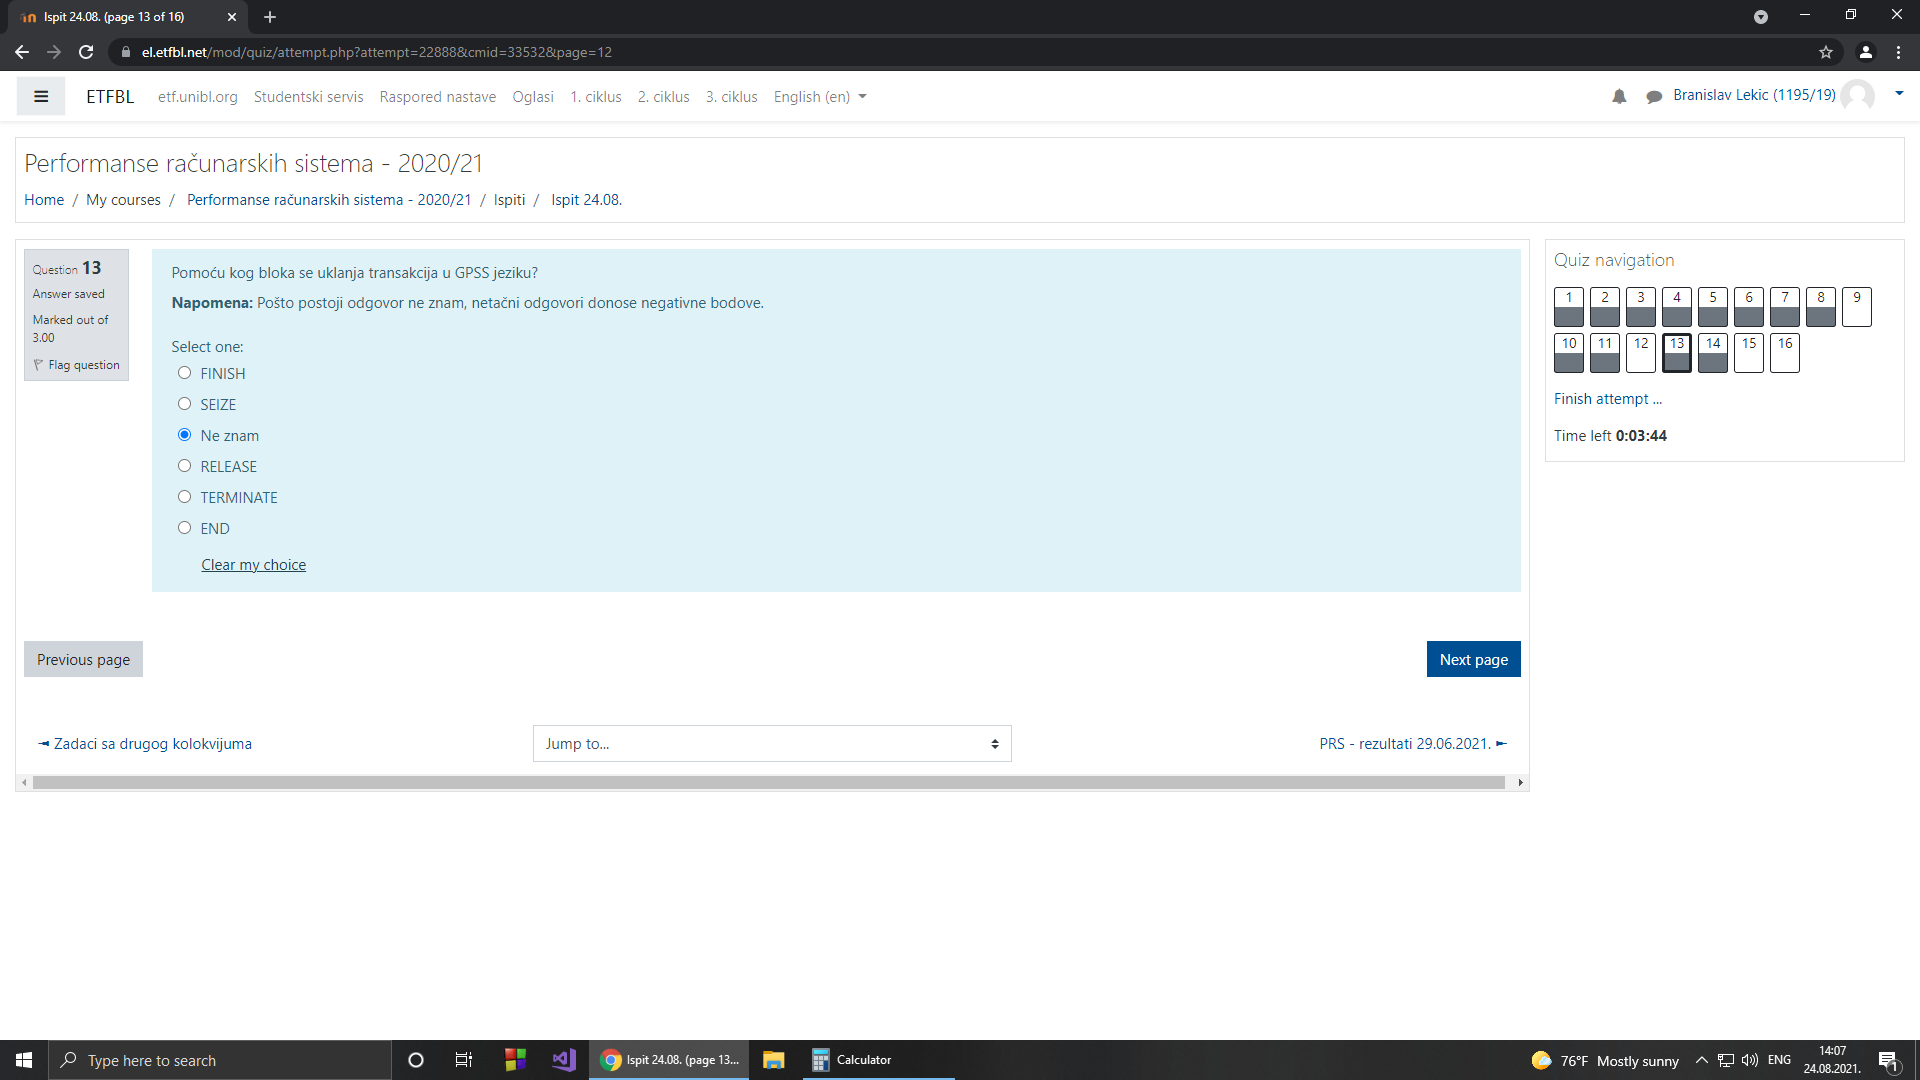 Ispit 24.08. (page 13 of 16)
el.etfbl.net/mod/quiz/attempt.php?attempt=22888&cmid=33532&page=12
ETFBL etf.unibl.org Studentski servis Raspored nastave Oglasi 1. ciklus 2. ciklus 3. ciklus English (en) Branislav Lekic (1195/19)
Performanse računarskih sistema - 2020/21
Home / My courses / Performanse računarskih sistema - 2020/21 / Ispiti / Ispit 24.08.
Question 13
Answer saved
Marked out of
3.00
Flag question
Pomoću kog bloka se uklanja transakcija u GPSS jeziku?
Napomena: Pošto postoji odgovor ne znam, netačni odgovori donose negativne bodove.
Select one:
FINISH
SEIZE
Ne znam
RELEASE
TERMINATE
END
Clear my choice
Quiz navigation
1 2 3 4 5 6 7 8 9
10 11 12 13 14 15 16
Finish attempt ...
Time left 0:03:44
Previous page
Next page
◄ Zadaci sa drugog kolokvijuma
Jump to...
PRS - rezultati 29.06.2021. ►
Type here to search
Ispit 24.08. (page 13...
Calculator
76°F Mostly sunny
ENG
14:07
24.08.2021.
1